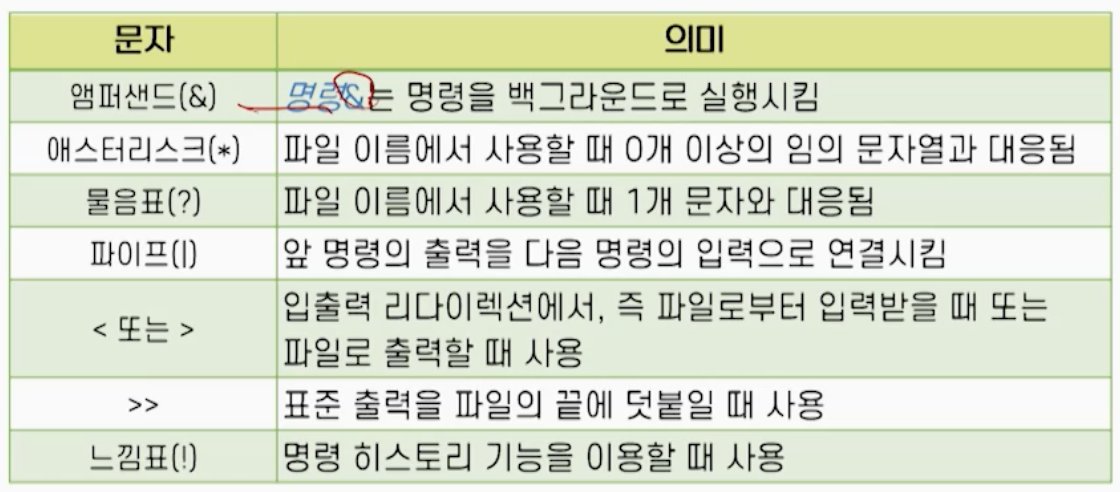 문자 의미
앰퍼샌드(&) 명령&는 명령을 백그라운드로 실행시킴
애스터리스크(*) 파일 이름에서 사용할 때 0개 이상의 임의 문자열과 대응됨
물음표(?) 파일 이름에서 사용할 때 1개 문자와 대응됨
파이프(|) 앞 명령의 출력을 다음 명령의 입력으로 연결시킴
< 또는 > 입출력 리다이렉션에서, 즉 파일로부터 입력받을 때 또는
파일로 출력할 때 사용
>> 표준 출력을 파일의 끝에 덧붙일 때 사용
느낌표(!) 명령 히스토리 기능을 이용할 때 사용